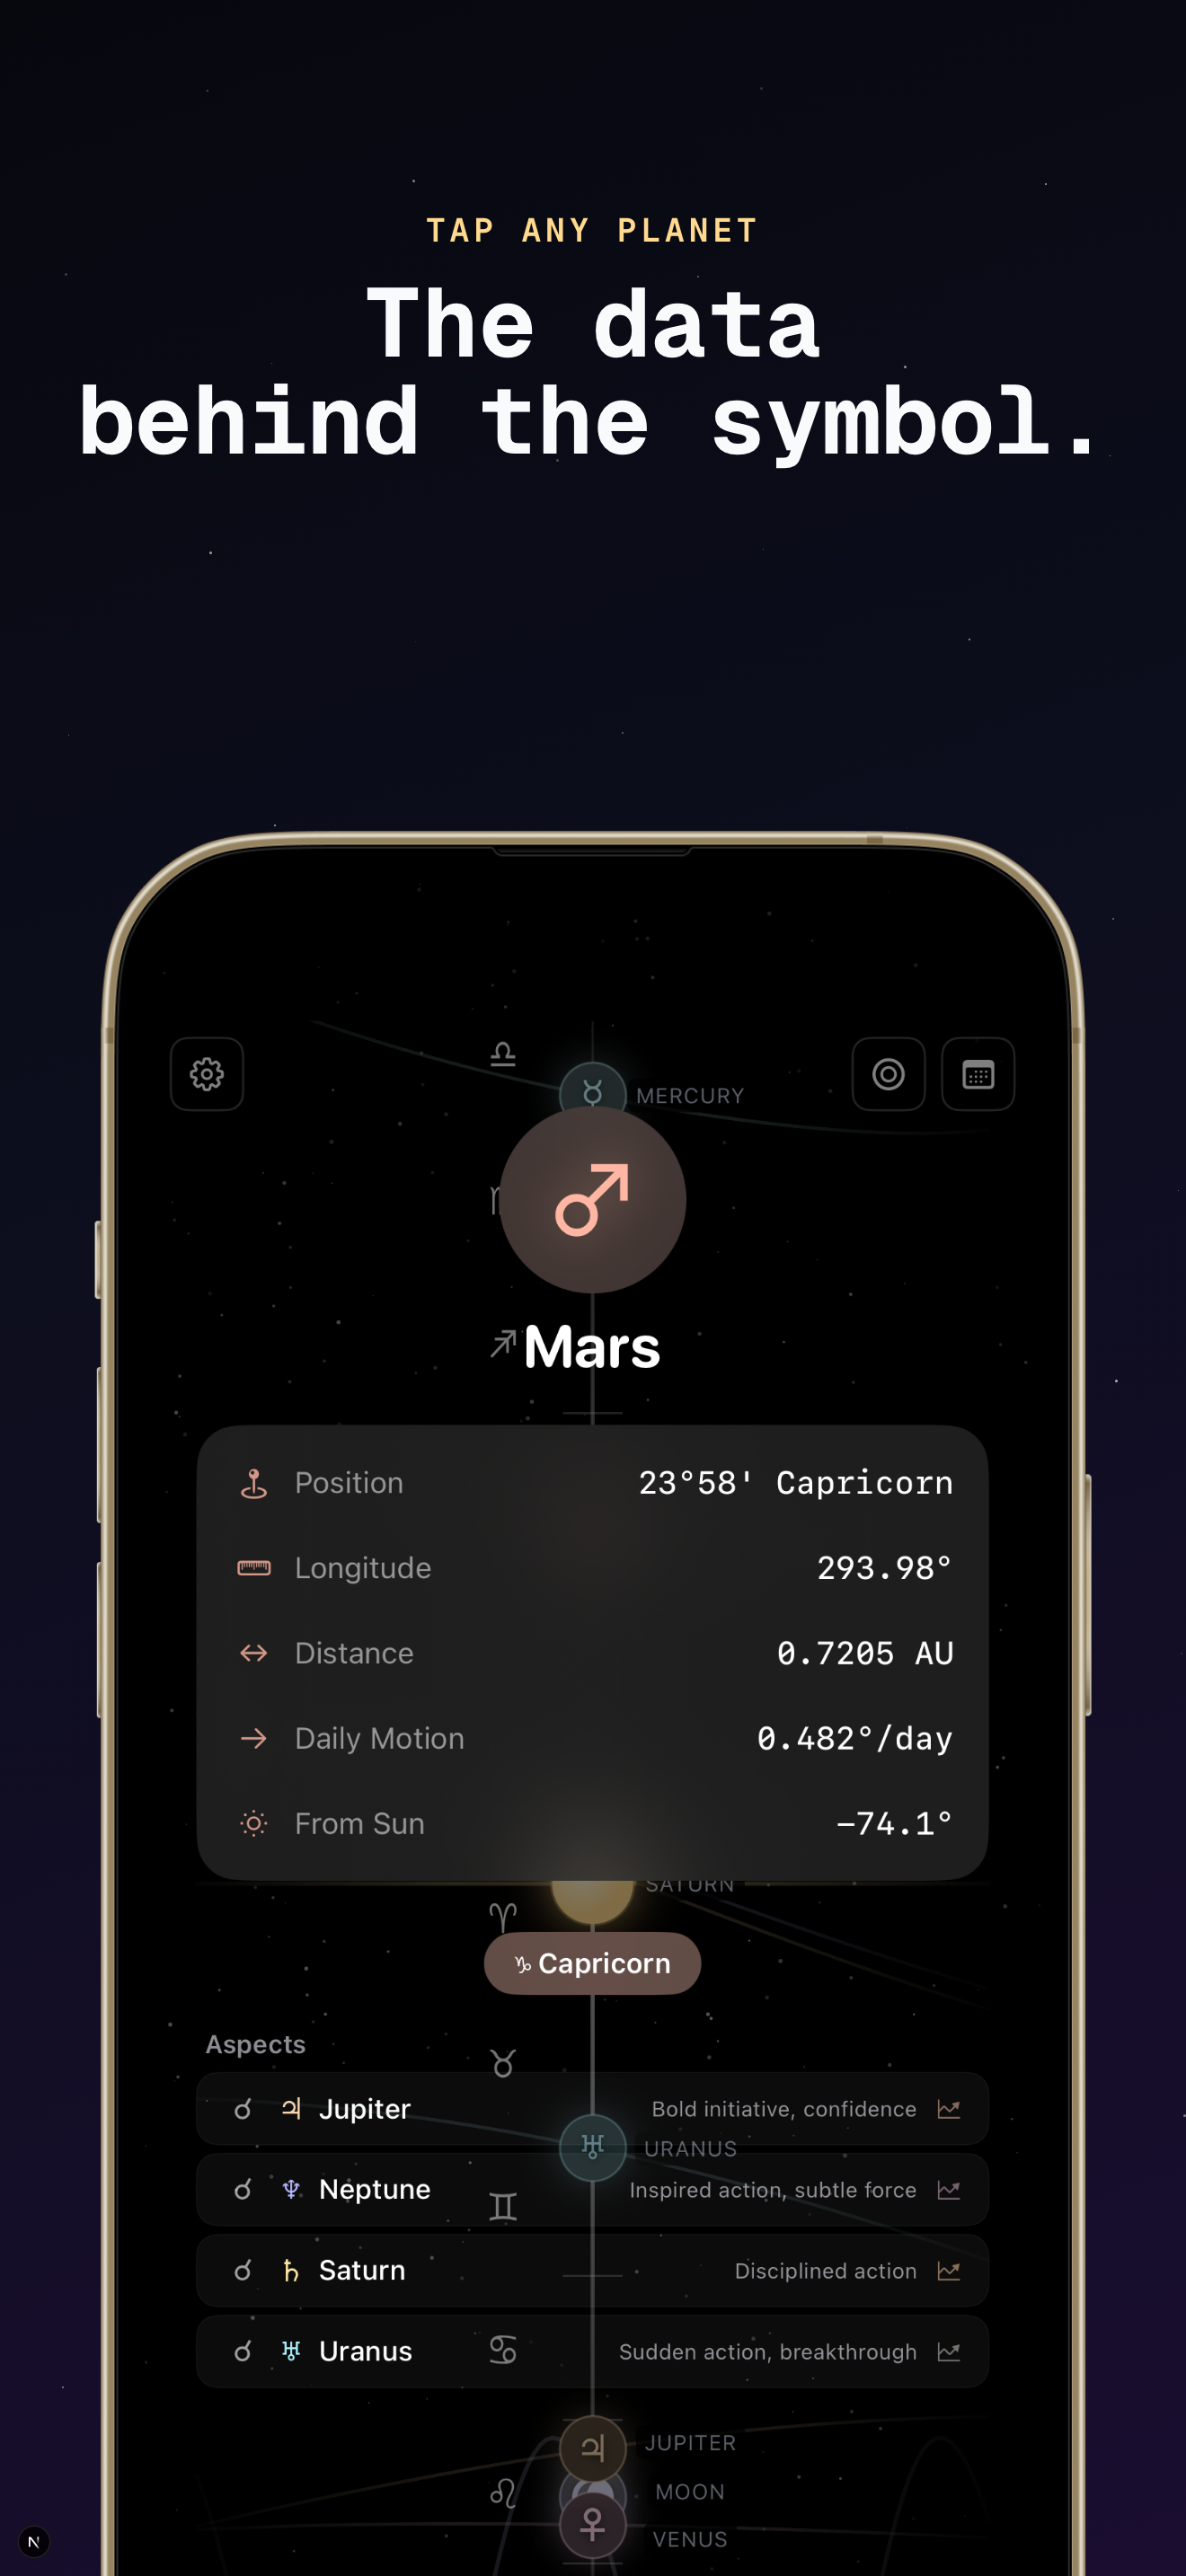 TAP ANY PLANET
The data
behind the symbol.
MERCURY
Mars
Position 23°58' Capricorn
Longitude 293.98°
Distance 0.7205 AU
Daily Motion 0.482°/day
From Sun −74.1°
SATURN
♑︎ Capricorn
Aspects
☌ ♃ Jupiter Bold initiative, confidence
URANUS
☌ ♆ Neptune Inspired action, subtle force
☌ ♄ Saturn Disciplined action
☌ ♅ Uranus Sudden action, breakthrough
JUPITER
MOON
VENUS
N